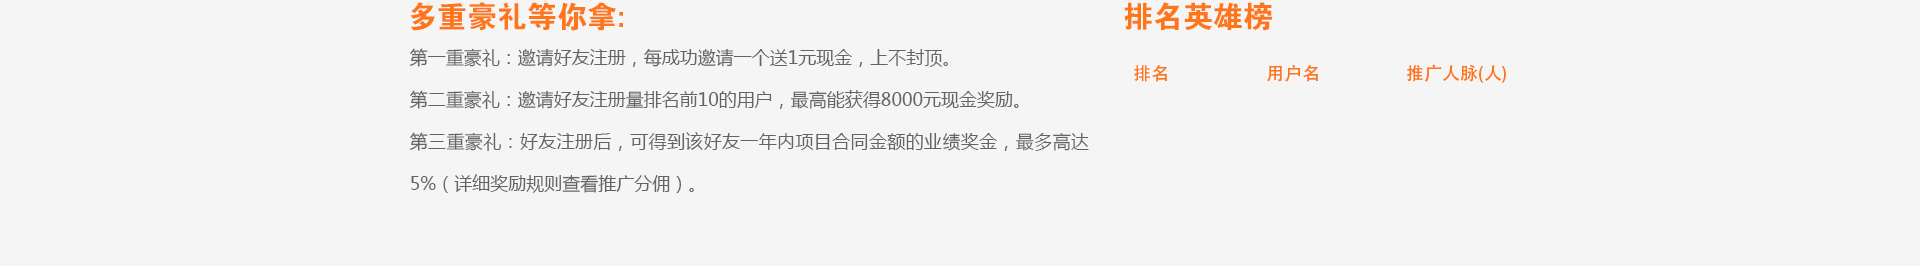 多重豪礼等你拿:
第一重豪礼：邀请好友注册，每成功邀请一个送1元现金，上不封顶。
第二重豪礼：邀请好友注册量排名前10的用户，最高能获得8000元现金奖励。
第三重豪礼：好友注册后，可得到该好友一年内项目合同金额的业绩奖金，最多高达
5%（详细奖励规则查看推广分佣）。
排名英雄榜
排名 用户名 推广人脉(人)